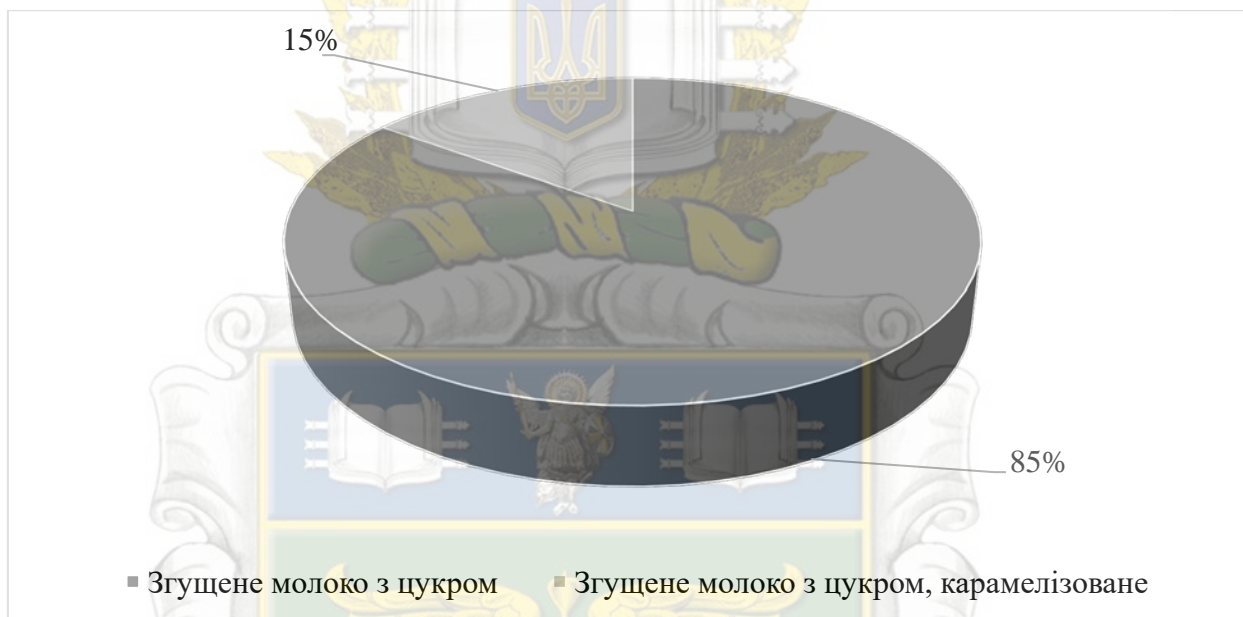 15%
85%
Згущене молоко з цукром
Згущене молоко з цукром, карамелізоване